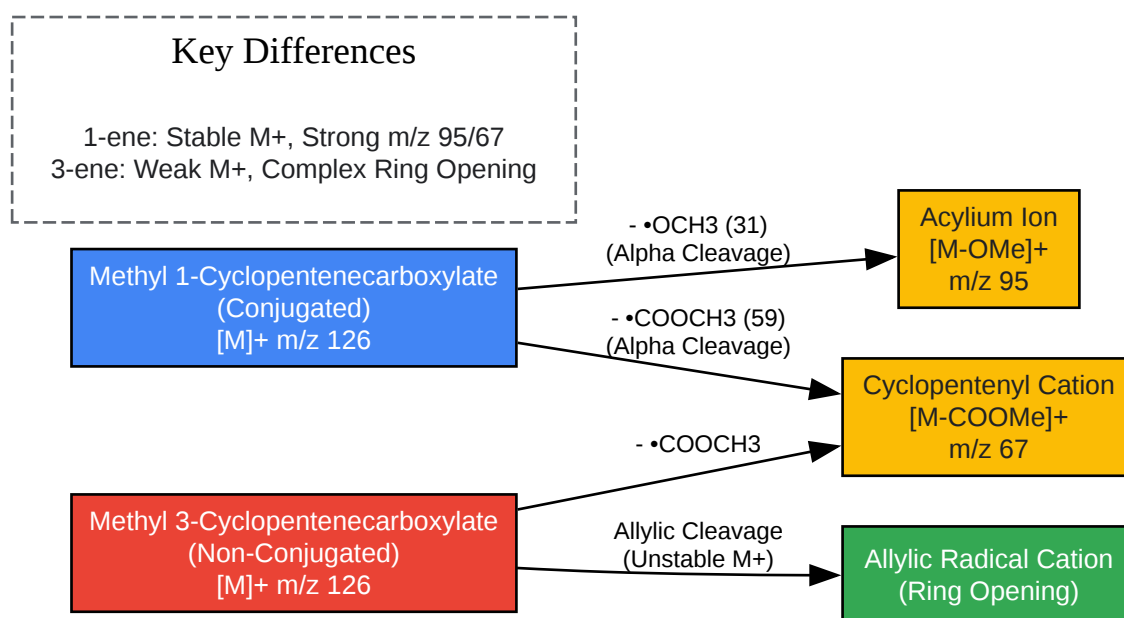 Key Differences
1-ene: Stable M+, Strong m/z 95/67
3-ene: Weak M+, Complex Ring Opening
- •OCH3 (31)
(Alpha Cleavage)
Acylium Ion
[M-OMe]+
m/z 95
Methyl 1-Cyclopentenecarboxylate
(Conjugated)
[M]+ m/z 126
- •COOCH3 (59)
(Alpha Cleavage)
Cyclopentenyl Cation
[M-COOMe]+
m/z 67
- •COOCH3
Methyl 3-Cyclopentenecarboxylate
(Non-Conjugated)
[M]+ m/z 126
Allylic Cleavage
(Unstable M+)
Allylic Radical Cation
(Ring Opening)